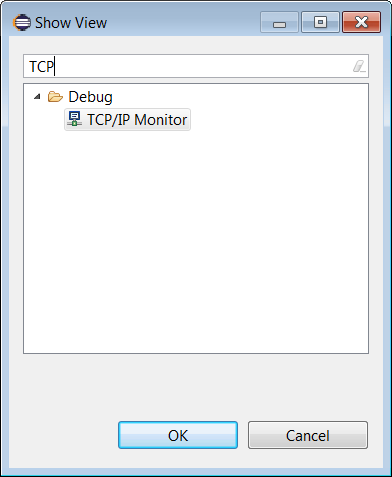 Show View
TCP
Debug
TCP/IP Monitor
OK
Cancel